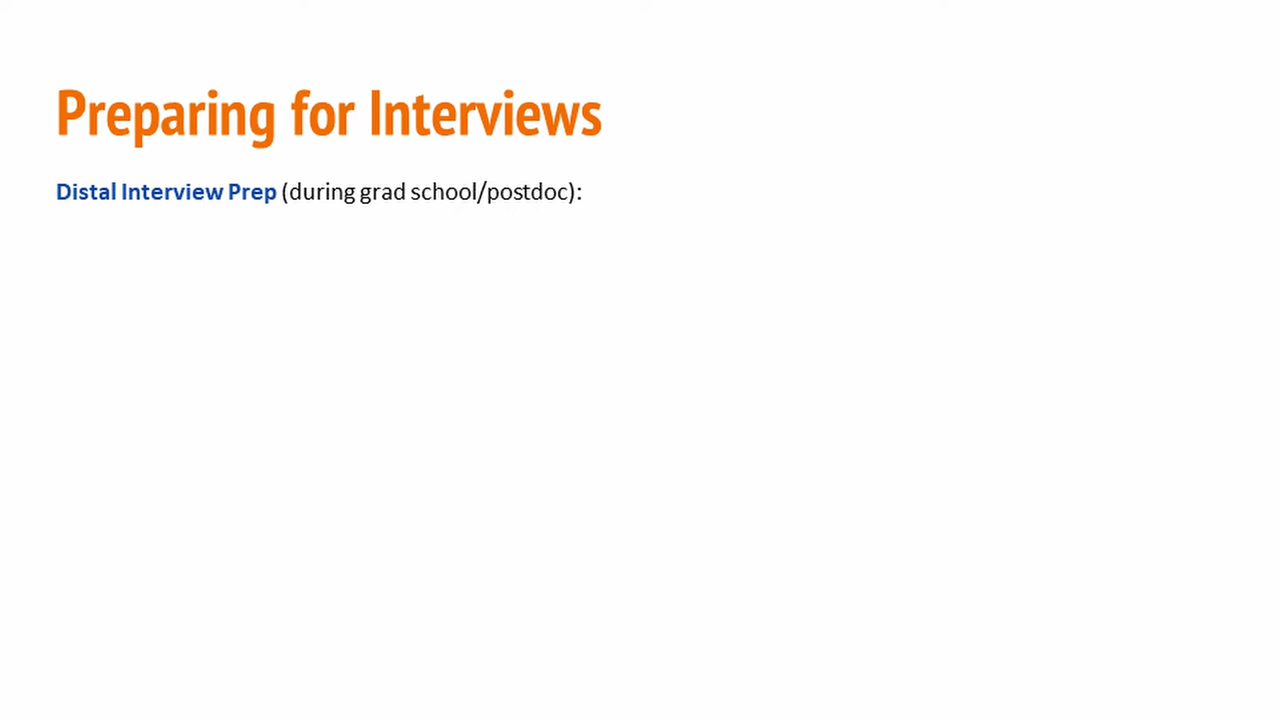 Preparing for Interviews
Distal Interview Prep (during grad school/postdoc):